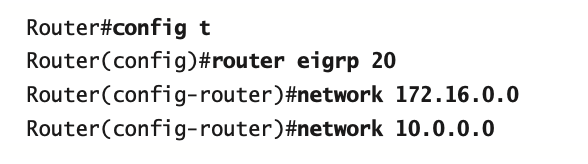 Router#config t
Router(config)#router eigrp 20
Router(config-router)#network 172.16.0.0
Router(config-router)#network 10.0.0.0